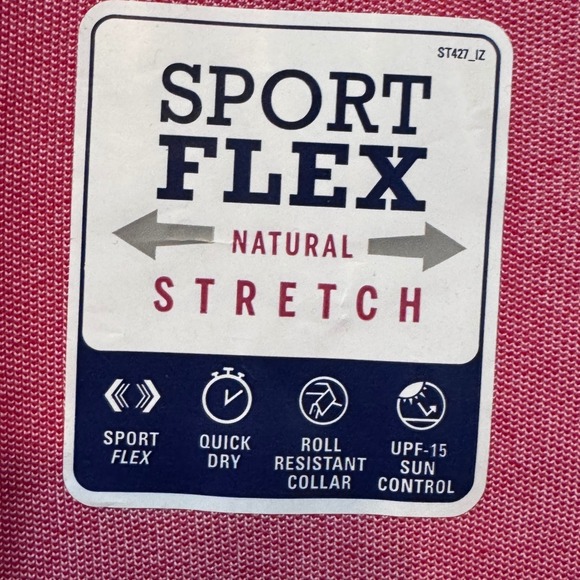 ST427_IZ
SPORT
FLEX
NATURAL
STRETCH
SPORT
FLEX
QUICK
DRY
ROLL
RESISTANT
COLLAR
UPF-15
SUN
CONTROL